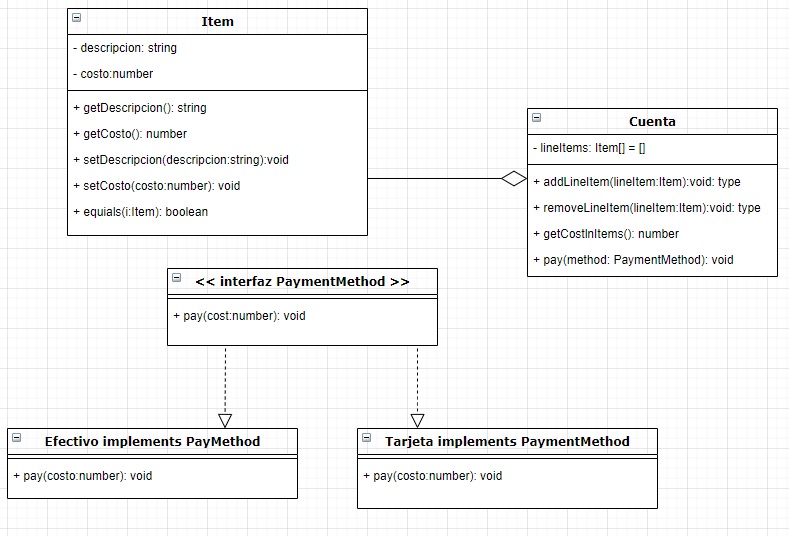 Item
- descripcion: string
- costo:number
+ getDescripcion(): string
+ getCosto(): number
+ setDescripcion(descripcion:string):void
+ setCosto(costo:number): void
+ equials(i:Item): boolean
Cuenta
- lineItems: Item[] = []
+ addLineItem(lineItem:Item):void: type
+ removeLineItem(lineItem:Item):void: type
+ getCostInItems(): number
+ pay(method: PaymentMethod): void
<< interfaz PaymentMethod >>
+ pay(cost:number): void
Efectivo implements PayMethod
+ pay(costo:number): void
Tarjeta implements PaymentMethod
+ pay(costo:number): void